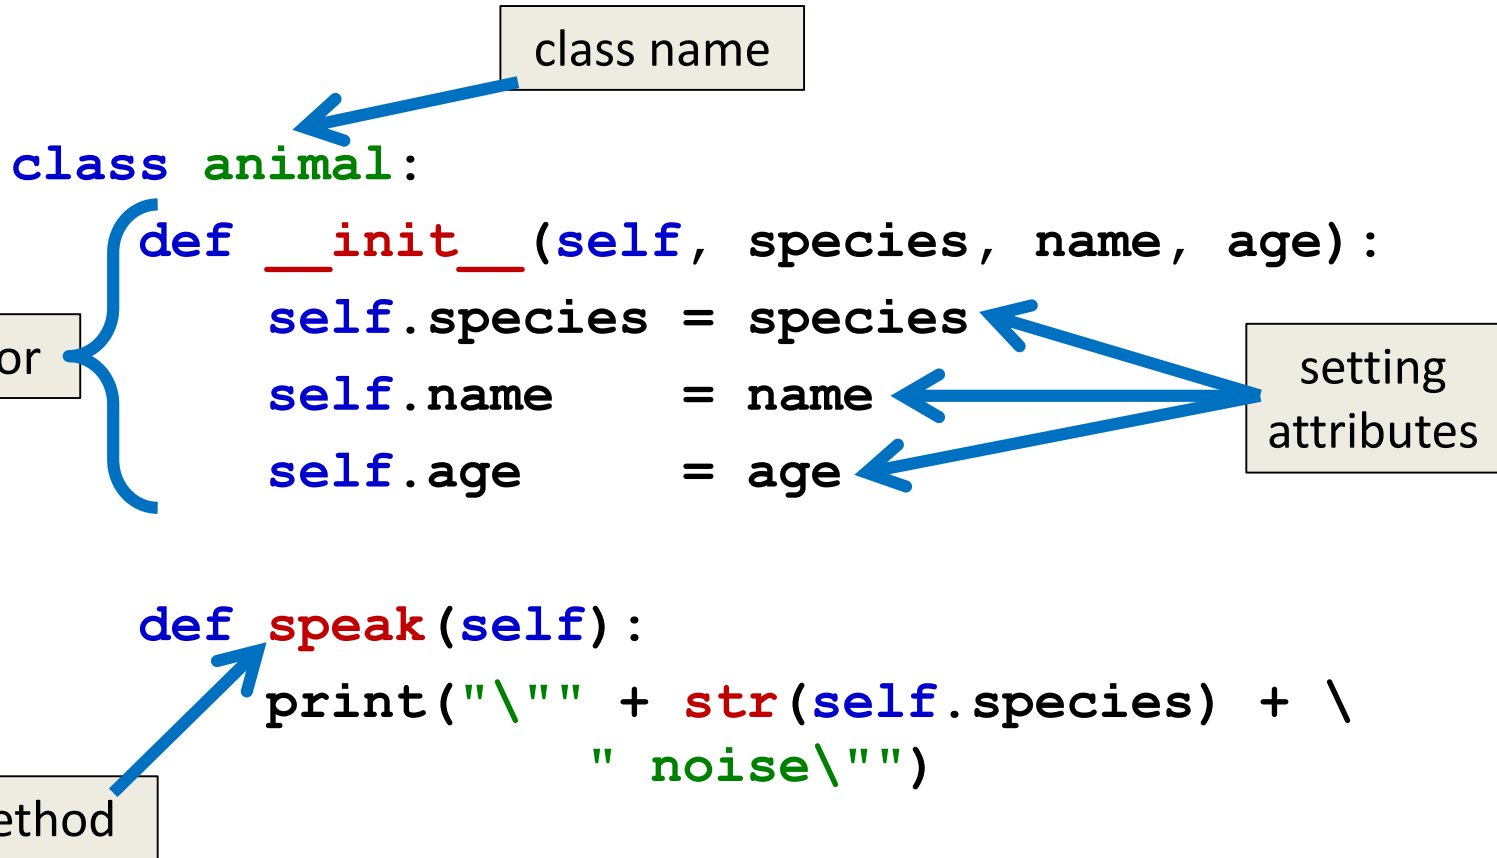 class name
class animal:
def __init__(self, species, name, age):
self.species = species
or
self.name    = name
self.age     = age
setting
attributes
def speak(self):
print("\"" + str(self.species) + \
" noise\"")
ethod